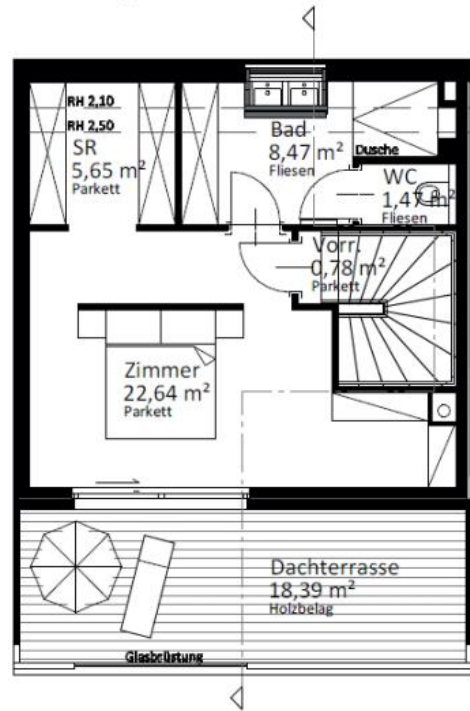 RH 2,10
RH 2,50
SR
5,65 m²
Parkett
Bad
8,47 m²
Fliesen
Dusche
WC
1,47 m²
Fliesen
Vorr.
0,78 m²
Parkett
Zimmer
22,64 m²
Parkett
Dachterrasse
18,39 m²
Holzbelag
Glasbrüstung